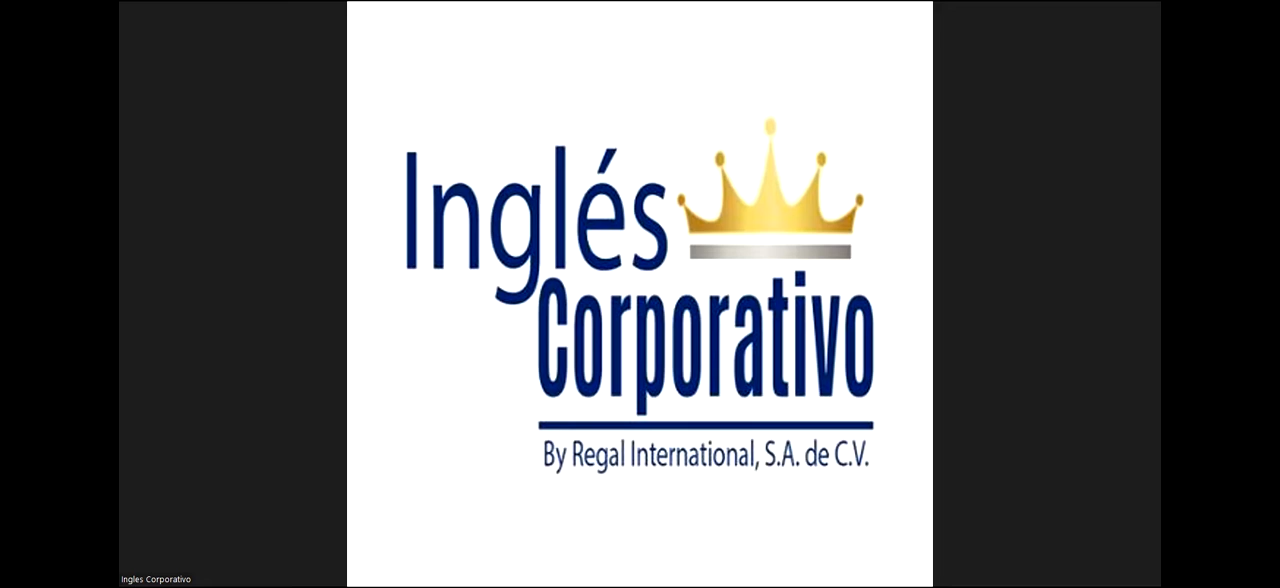 Inglés
Corporativo
By Regal International, S.A. de C.V.
Ingles Corporativo